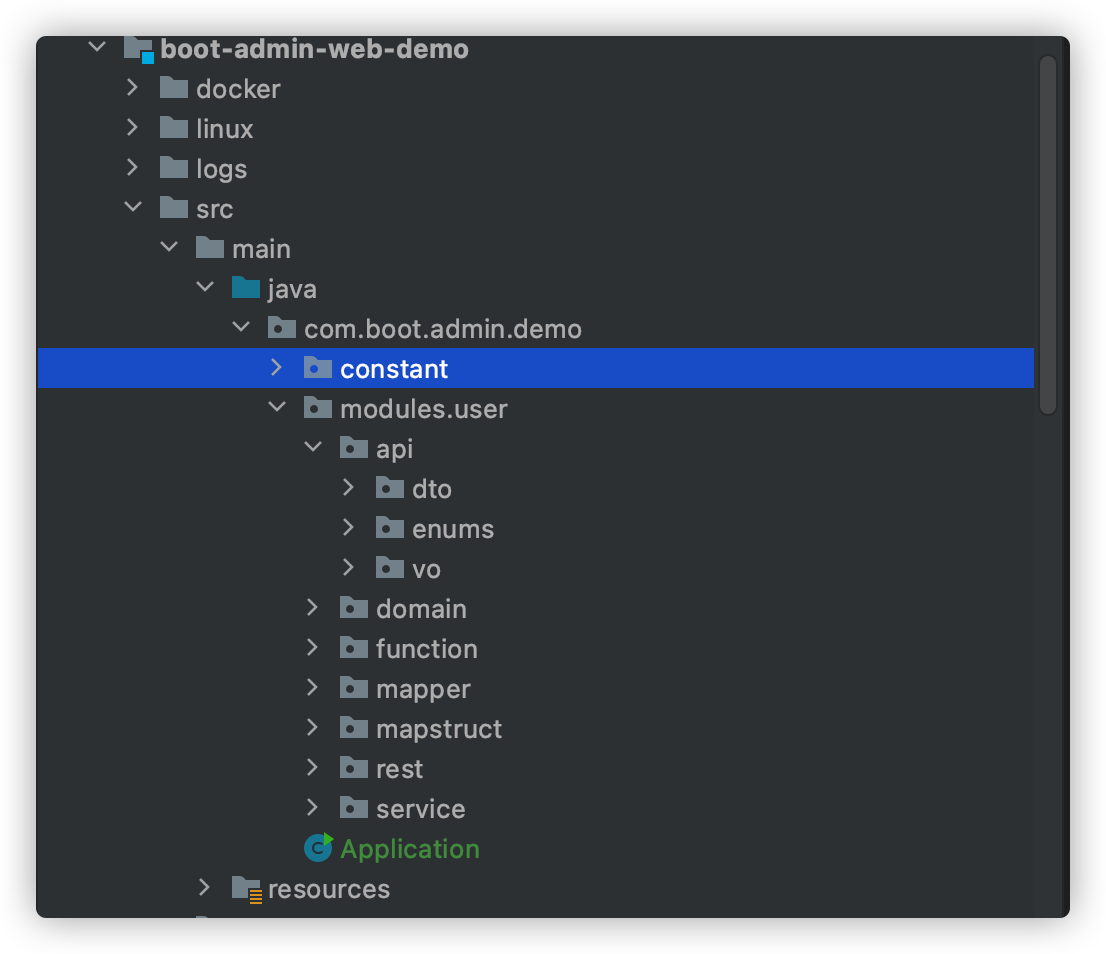 boot-admin-web-demo
docker
linux
logs
src
main
java
com.boot.admin.demo
constant
modules.user
api
dto
enums
vo
domain
function
mapper
mapstruct
rest
service
Application
resources